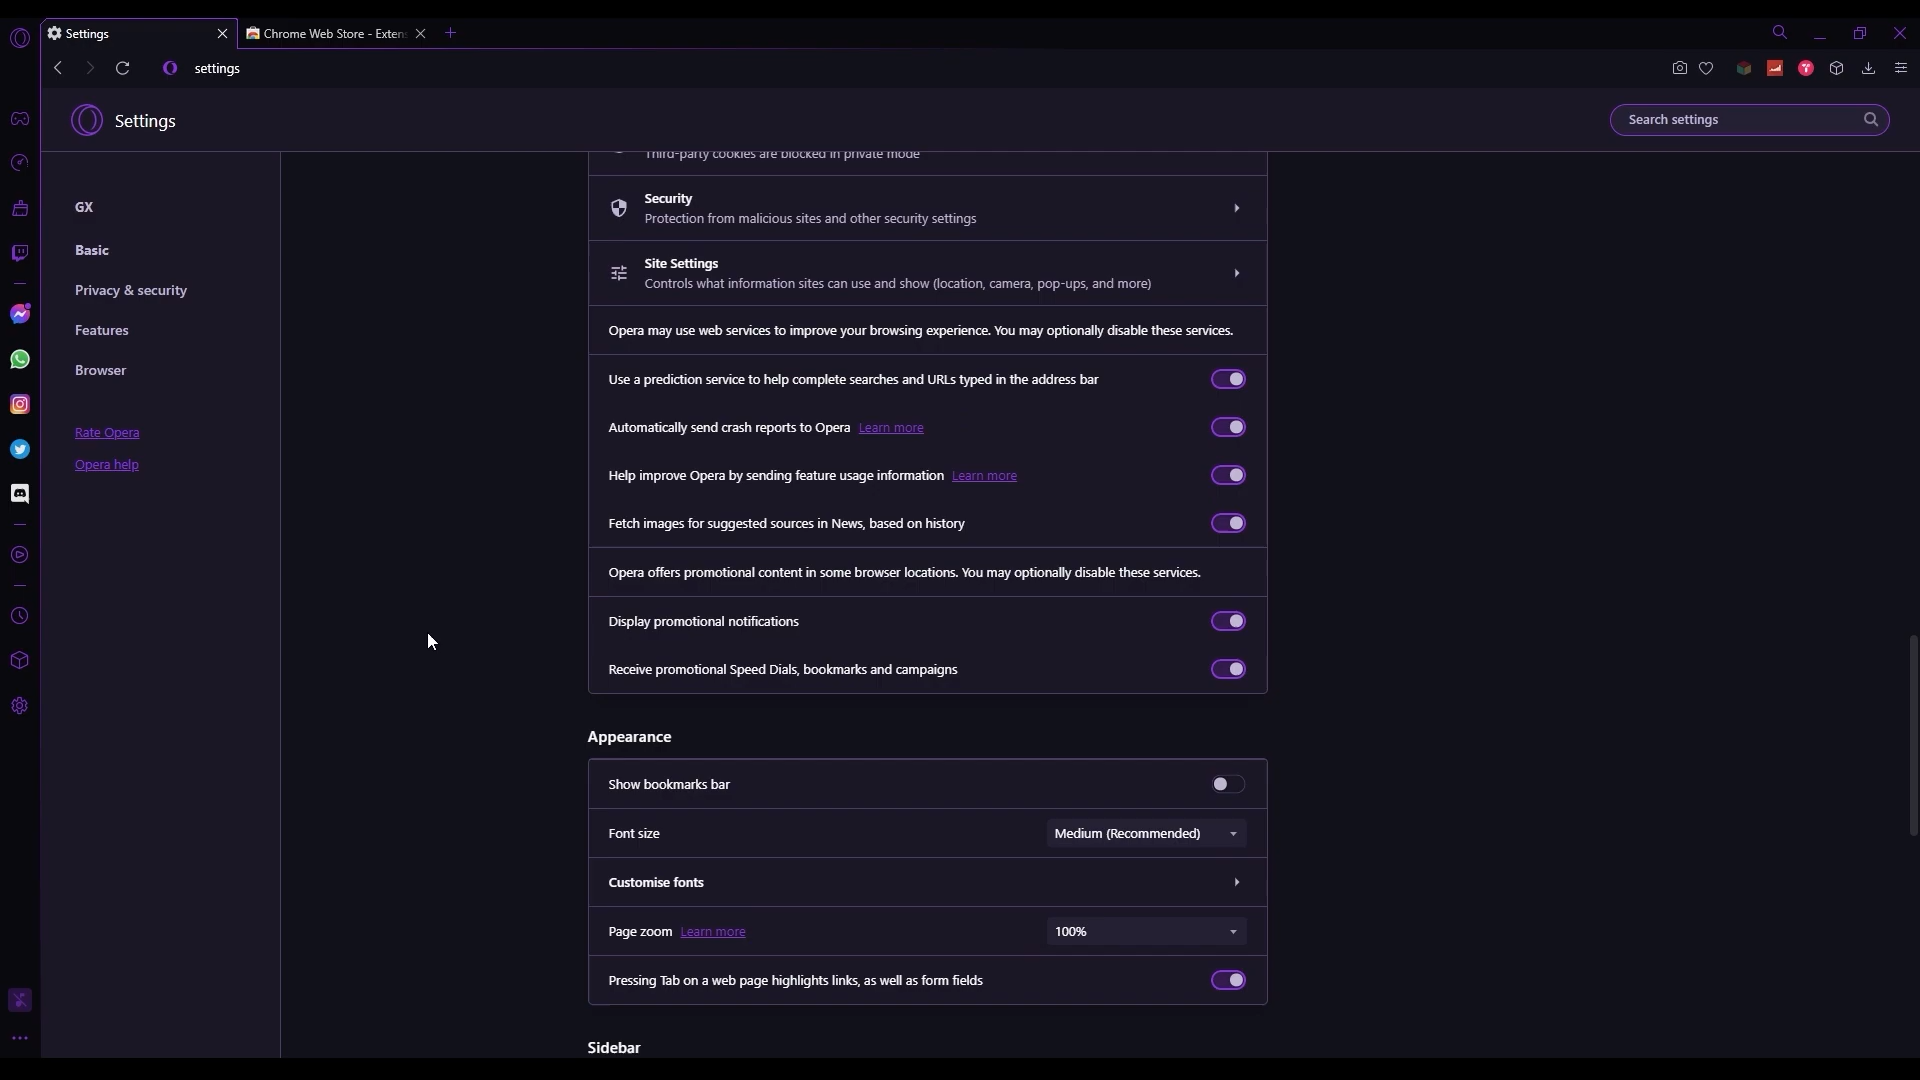 Settings
Chrome Web Store - Exten
settings
Settings
Search settings
GX
Basic
Privacy & security
Features
Browser
Rate Opera
Opera help
Third-party cookies are blocked in private mode
Security
Protection from malicious sites and other security settings
Site Settings
Controls what information sites can use and show (location, camera, pop-ups, and more)
Opera may use web services to improve your browsing experience. You may optionally disable these services.
Use a prediction service to help complete searches and URLs typed in the address bar
Automatically send crash reports to Opera Learn more
Help improve Opera by sending feature usage information Learn more
Fetch images for suggested sources in News, based on history
Opera offers promotional content in some browser locations. You may optionally disable these services.
Display promotional notifications
Receive promotional Speed Dials, bookmarks and campaigns
Appearance
Show bookmarks bar
Font size Medium (Recommended)
Customise fonts
Page zoom Learn more 100%
Pressing Tab on a web page highlights links, as well as form fields
Sidebar